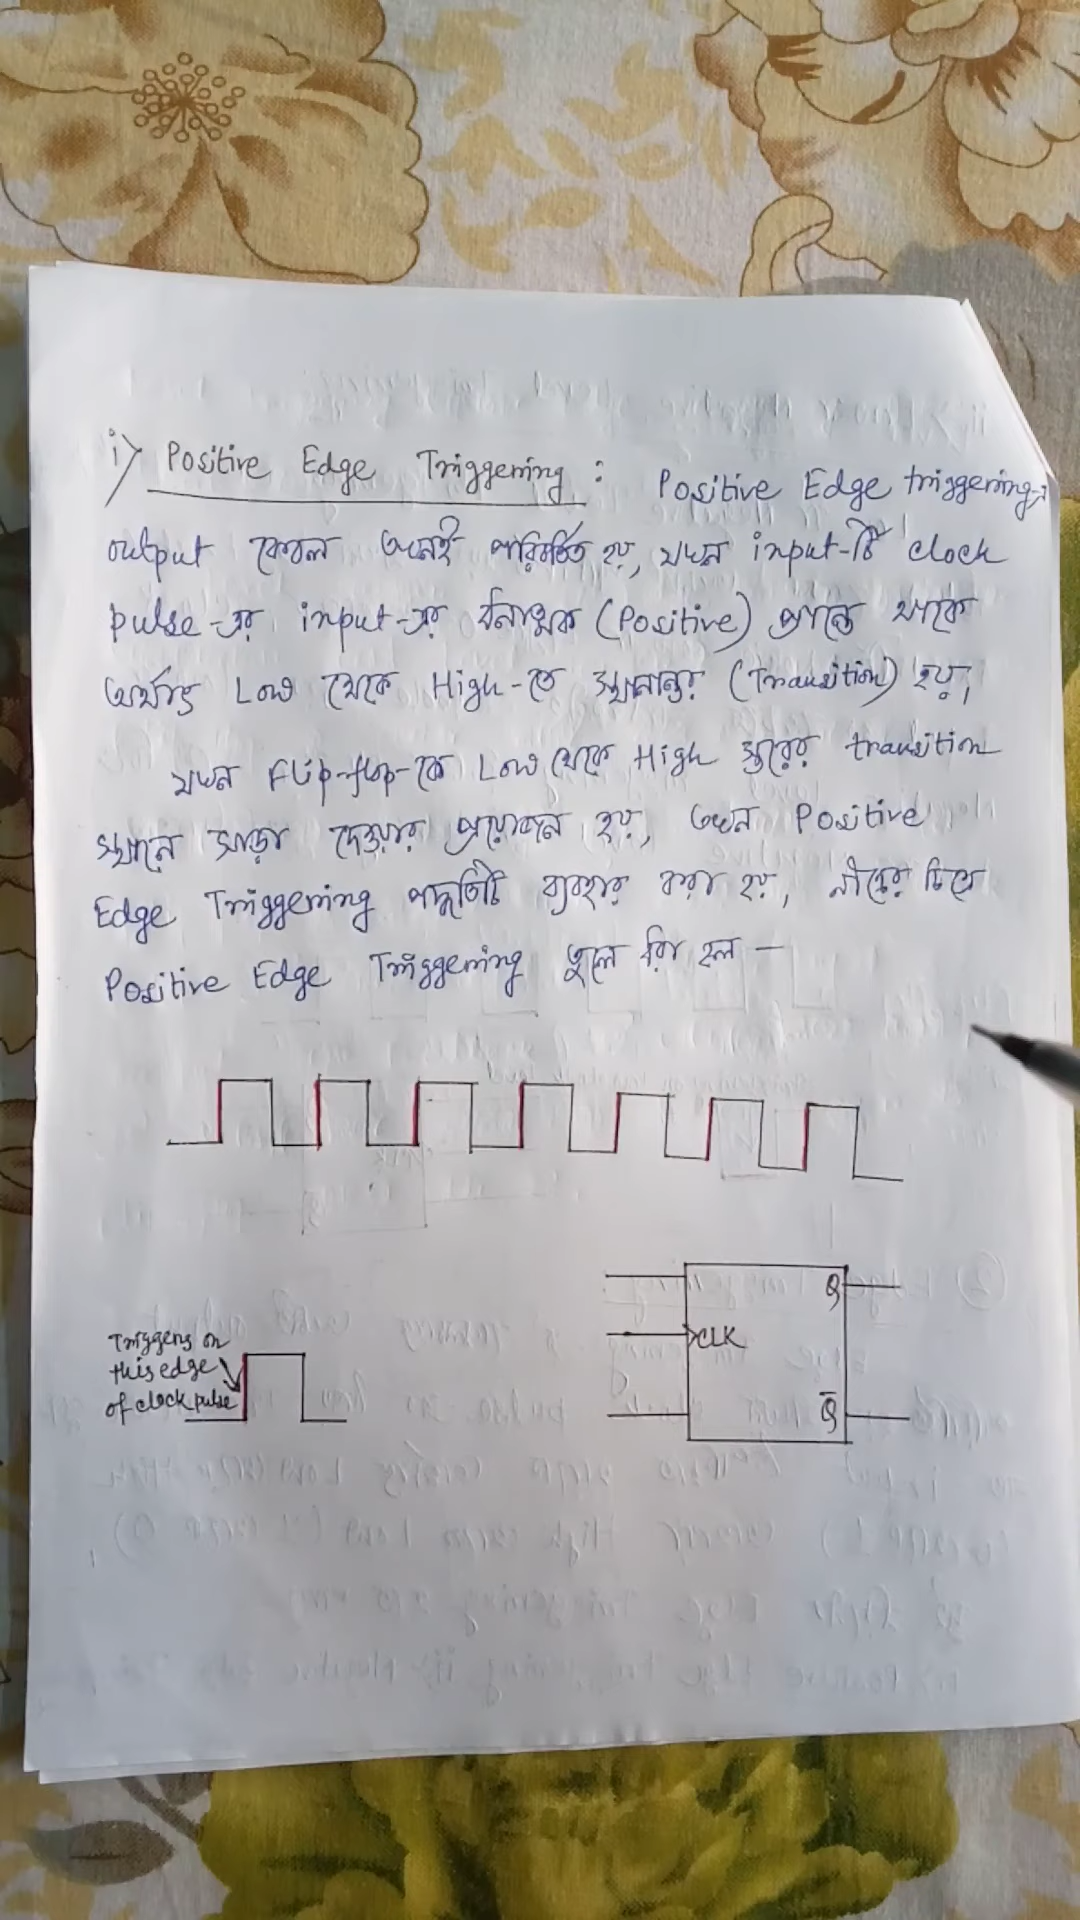 i) Positive Edge Triggering : Positive Edge triggering-এ
output কেবল তখনই পরিবর্তিত হয়, যখন input-টি clock
pulse-এর input-এর ধনাত্মক (Positive) প্রান্তে থাকে
অর্থাৎ Low থেকে High-তে স্থানান্তর (Transition) হয়,
যখন Flip-flop-কে Low থেকে High স্তরের transition
স্থানে সাড়া দেওয়ার প্রয়োজন হয়, তখন Positive
Edge Triggering পদ্ধতিটি ব্যবহার করা হয়, নীচের চিত্রে
Positive Edge Triggering তুলে ধরা হল —
Q
CLK
Q̅
Triggers on
this edge
of clock pulse